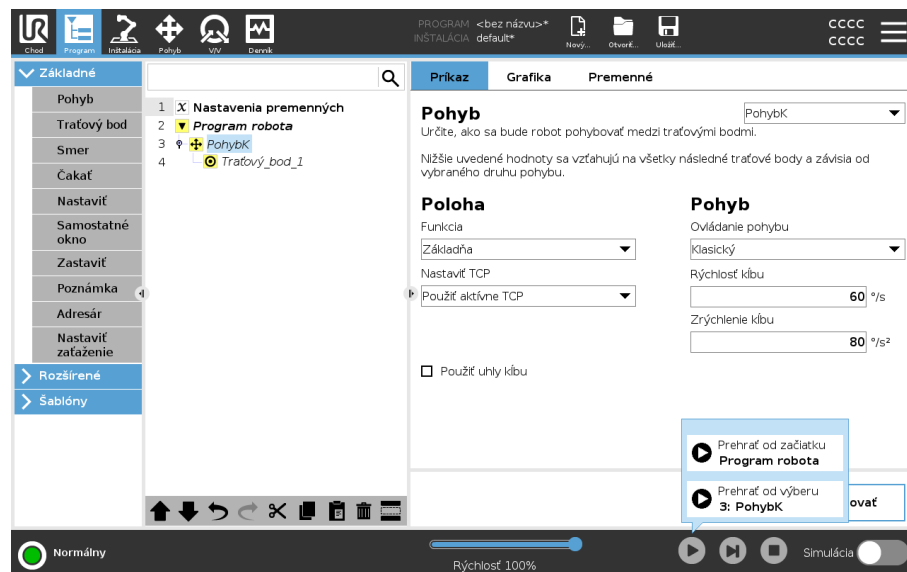 PROGRAM <bez názvu>*
INŠTALÁCIA default*
cccc
cccc
Chod
Program
Inštalácia
Pohyb
V/V
Denník
Nový...
Otvoriť...
Uložiť...
Základné
Pohyb
Traťový bod
Smer
Čakať
Nastaviť
Samostatné
okno
Zastaviť
Poznámka
Adresár
Nastaviť
zaťaženie
Rozšírené
Šablóny
1 X Nastavenia premenných
2 Program robota
3 PohybK
4 Traťový_bod_1
Príkaz Grafika Premenné
Pohyb
PohybK
Určite, ako sa bude robot pohybovať medzi traťovými bodmi.
Nižšie uvedené hodnoty sa vzťahujú na všetky následné traťové body a závisia od
vybraného druhu pohybu.
Poloha
Funkcia
Základňa
Nastaviť TCP
Použiť aktívne TCP
Použiť uhly kĺbu
Pohyb
Ovládanie pohybu
Klasický
Rýchlosť kĺbu
60 °/s
Zrýchlenie kĺbu
80 °/s²
Prehrať od začiatku
Program robota
Prehrať od výberu
3: PohybK
ovať
Normálny
Rýchlosť 100%
Simulácia